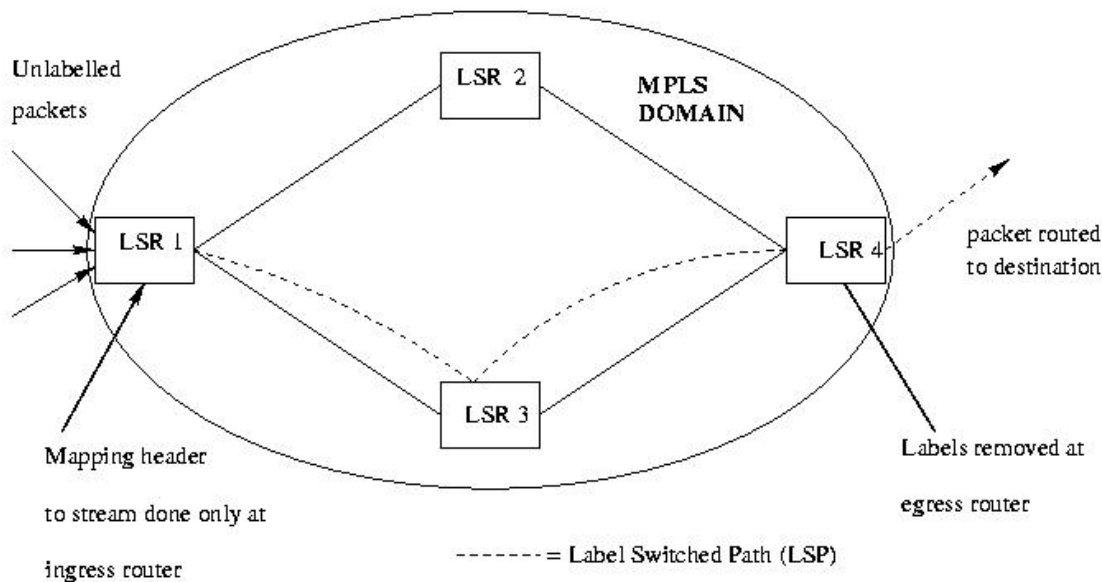 Unlabelled
packets
LSR 2
MPLS
DOMAIN
LSR 1
LSR 4
packet routed
to destination
LSR 3
Mapping header
to stream done only at
ingress router
Labels removed at
egress router
= Label Switched Path (LSP)